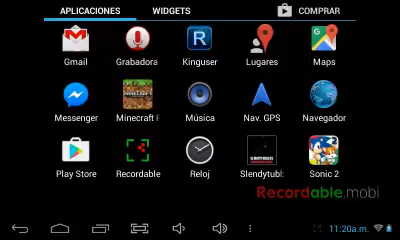 APLICACIONES WIDGETS COMPRAR
Gmail Grabadora Kinguser Lugares Maps
Messenger Minecraft P Música Nav. GPS Navegador
Play Store Recordable Reloj Slendytubb Sonic 2
Recordable.mobi
11:20a.m.